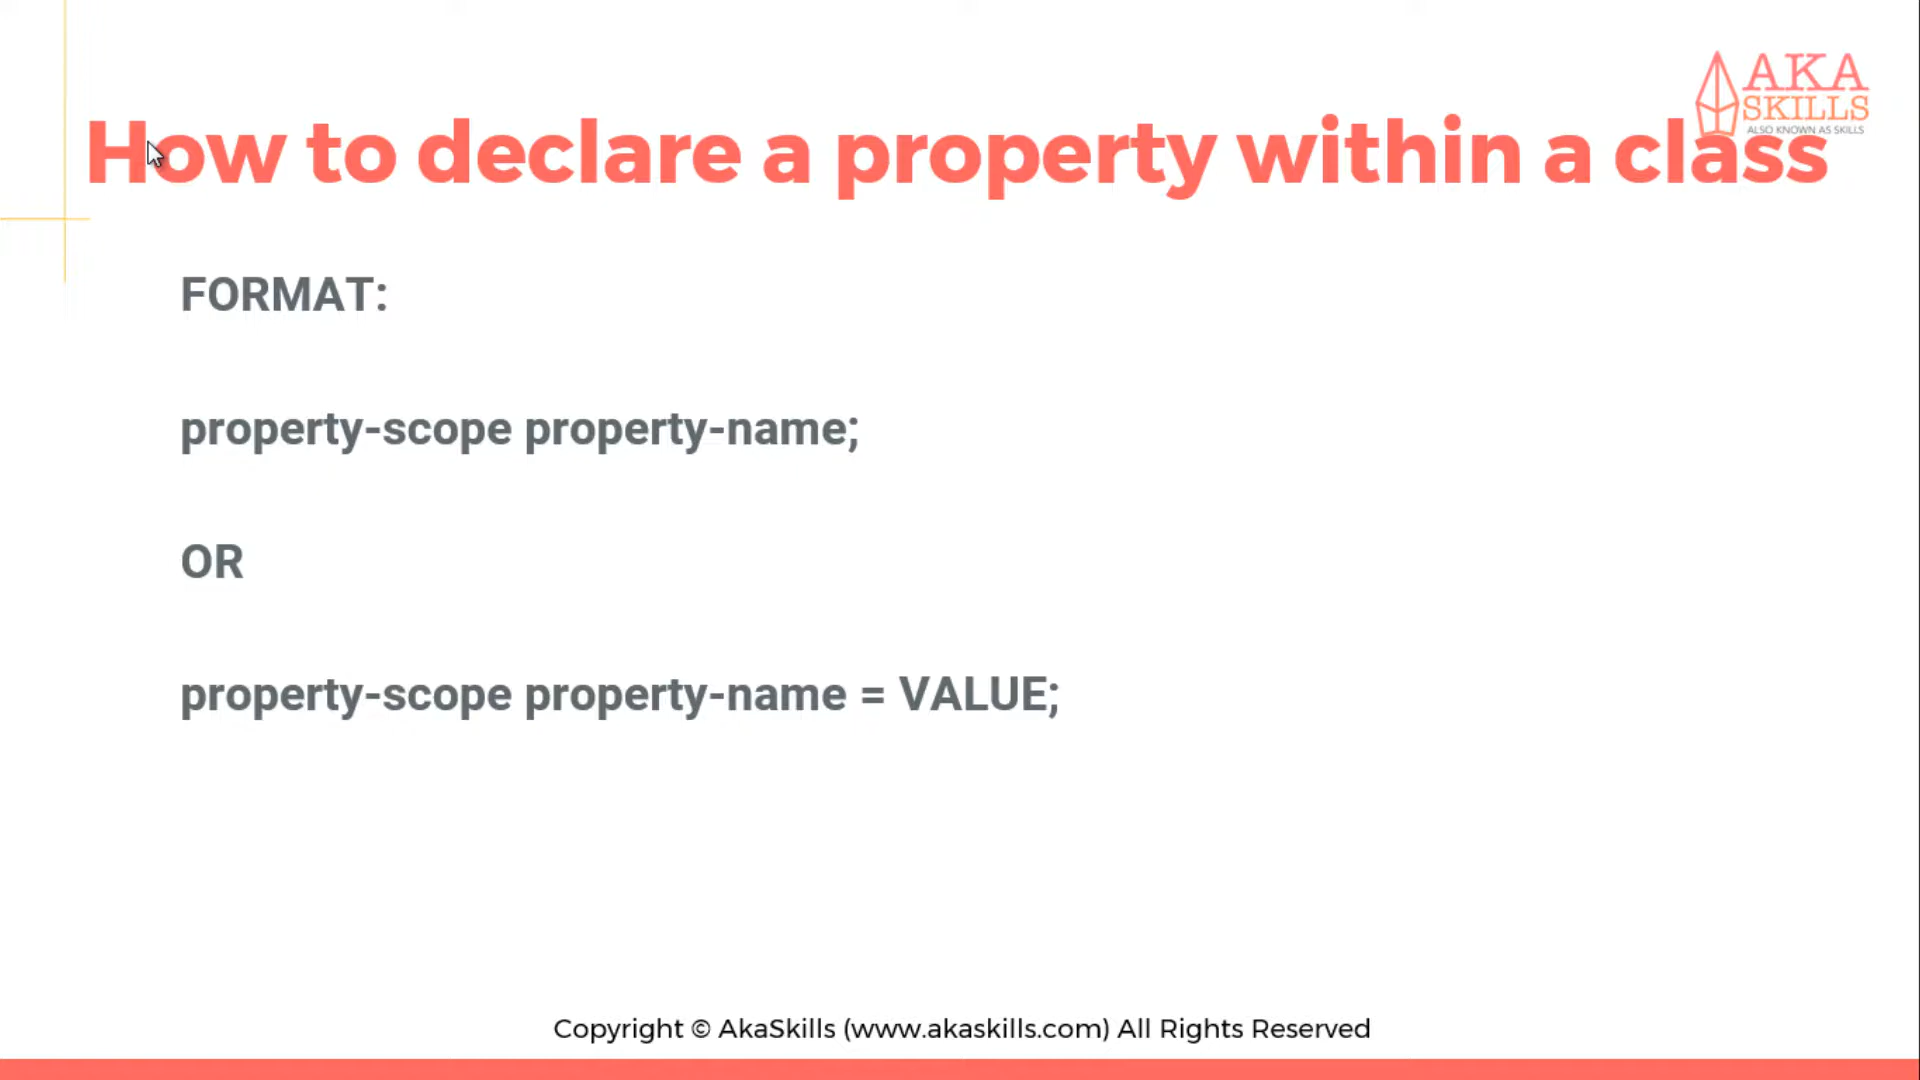 AKA
SKILLS
ALSO KNOWN AS SKILLS
How to declare a property within a class
FORMAT:
property-scope property-name;
OR
property-scope property-name = VALUE;
Copyright © AkaSkills (www.akaskills.com) All Rights Reserved